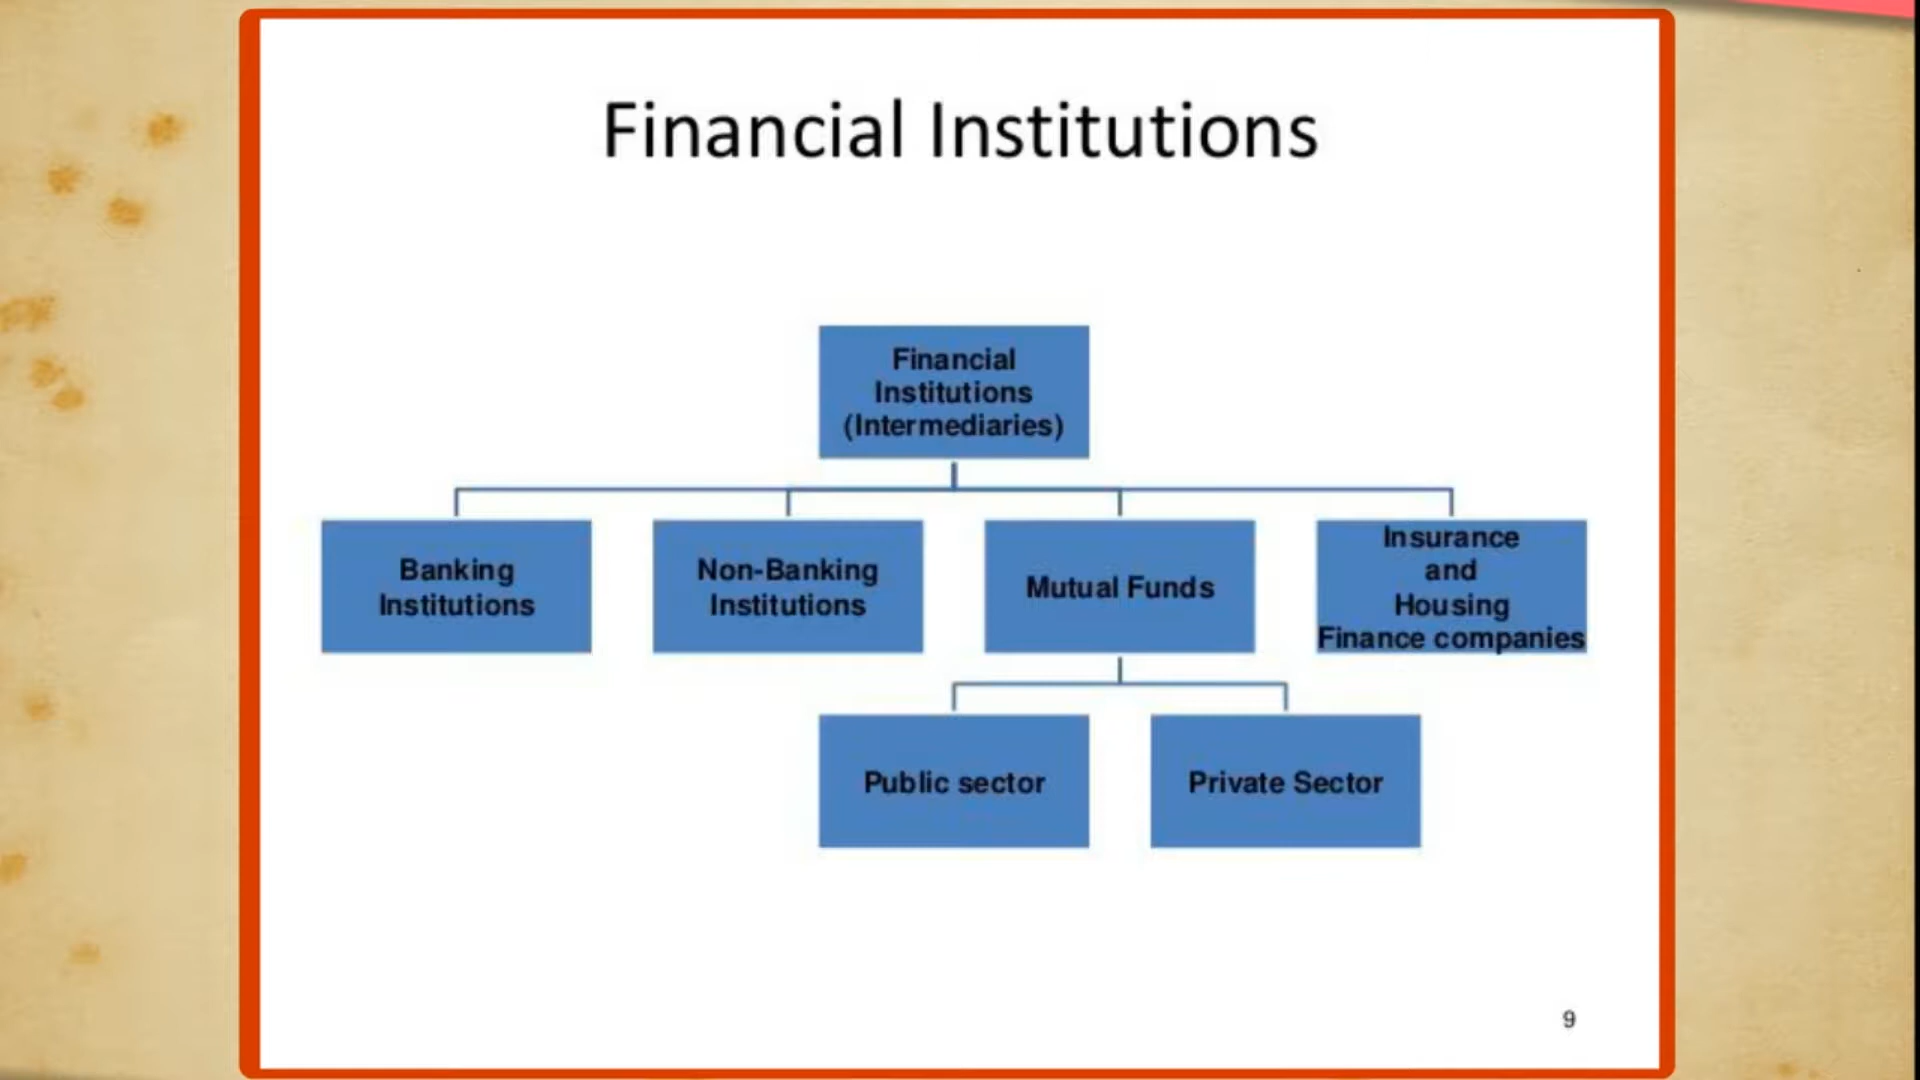 Financial Institutions
Financial
Institutions
(Intermediaries)
Banking
Institutions
Non-Banking
Institutions
Mutual Funds
Insurance
and
Housing
Finance companies
Public sector
Private Sector
9